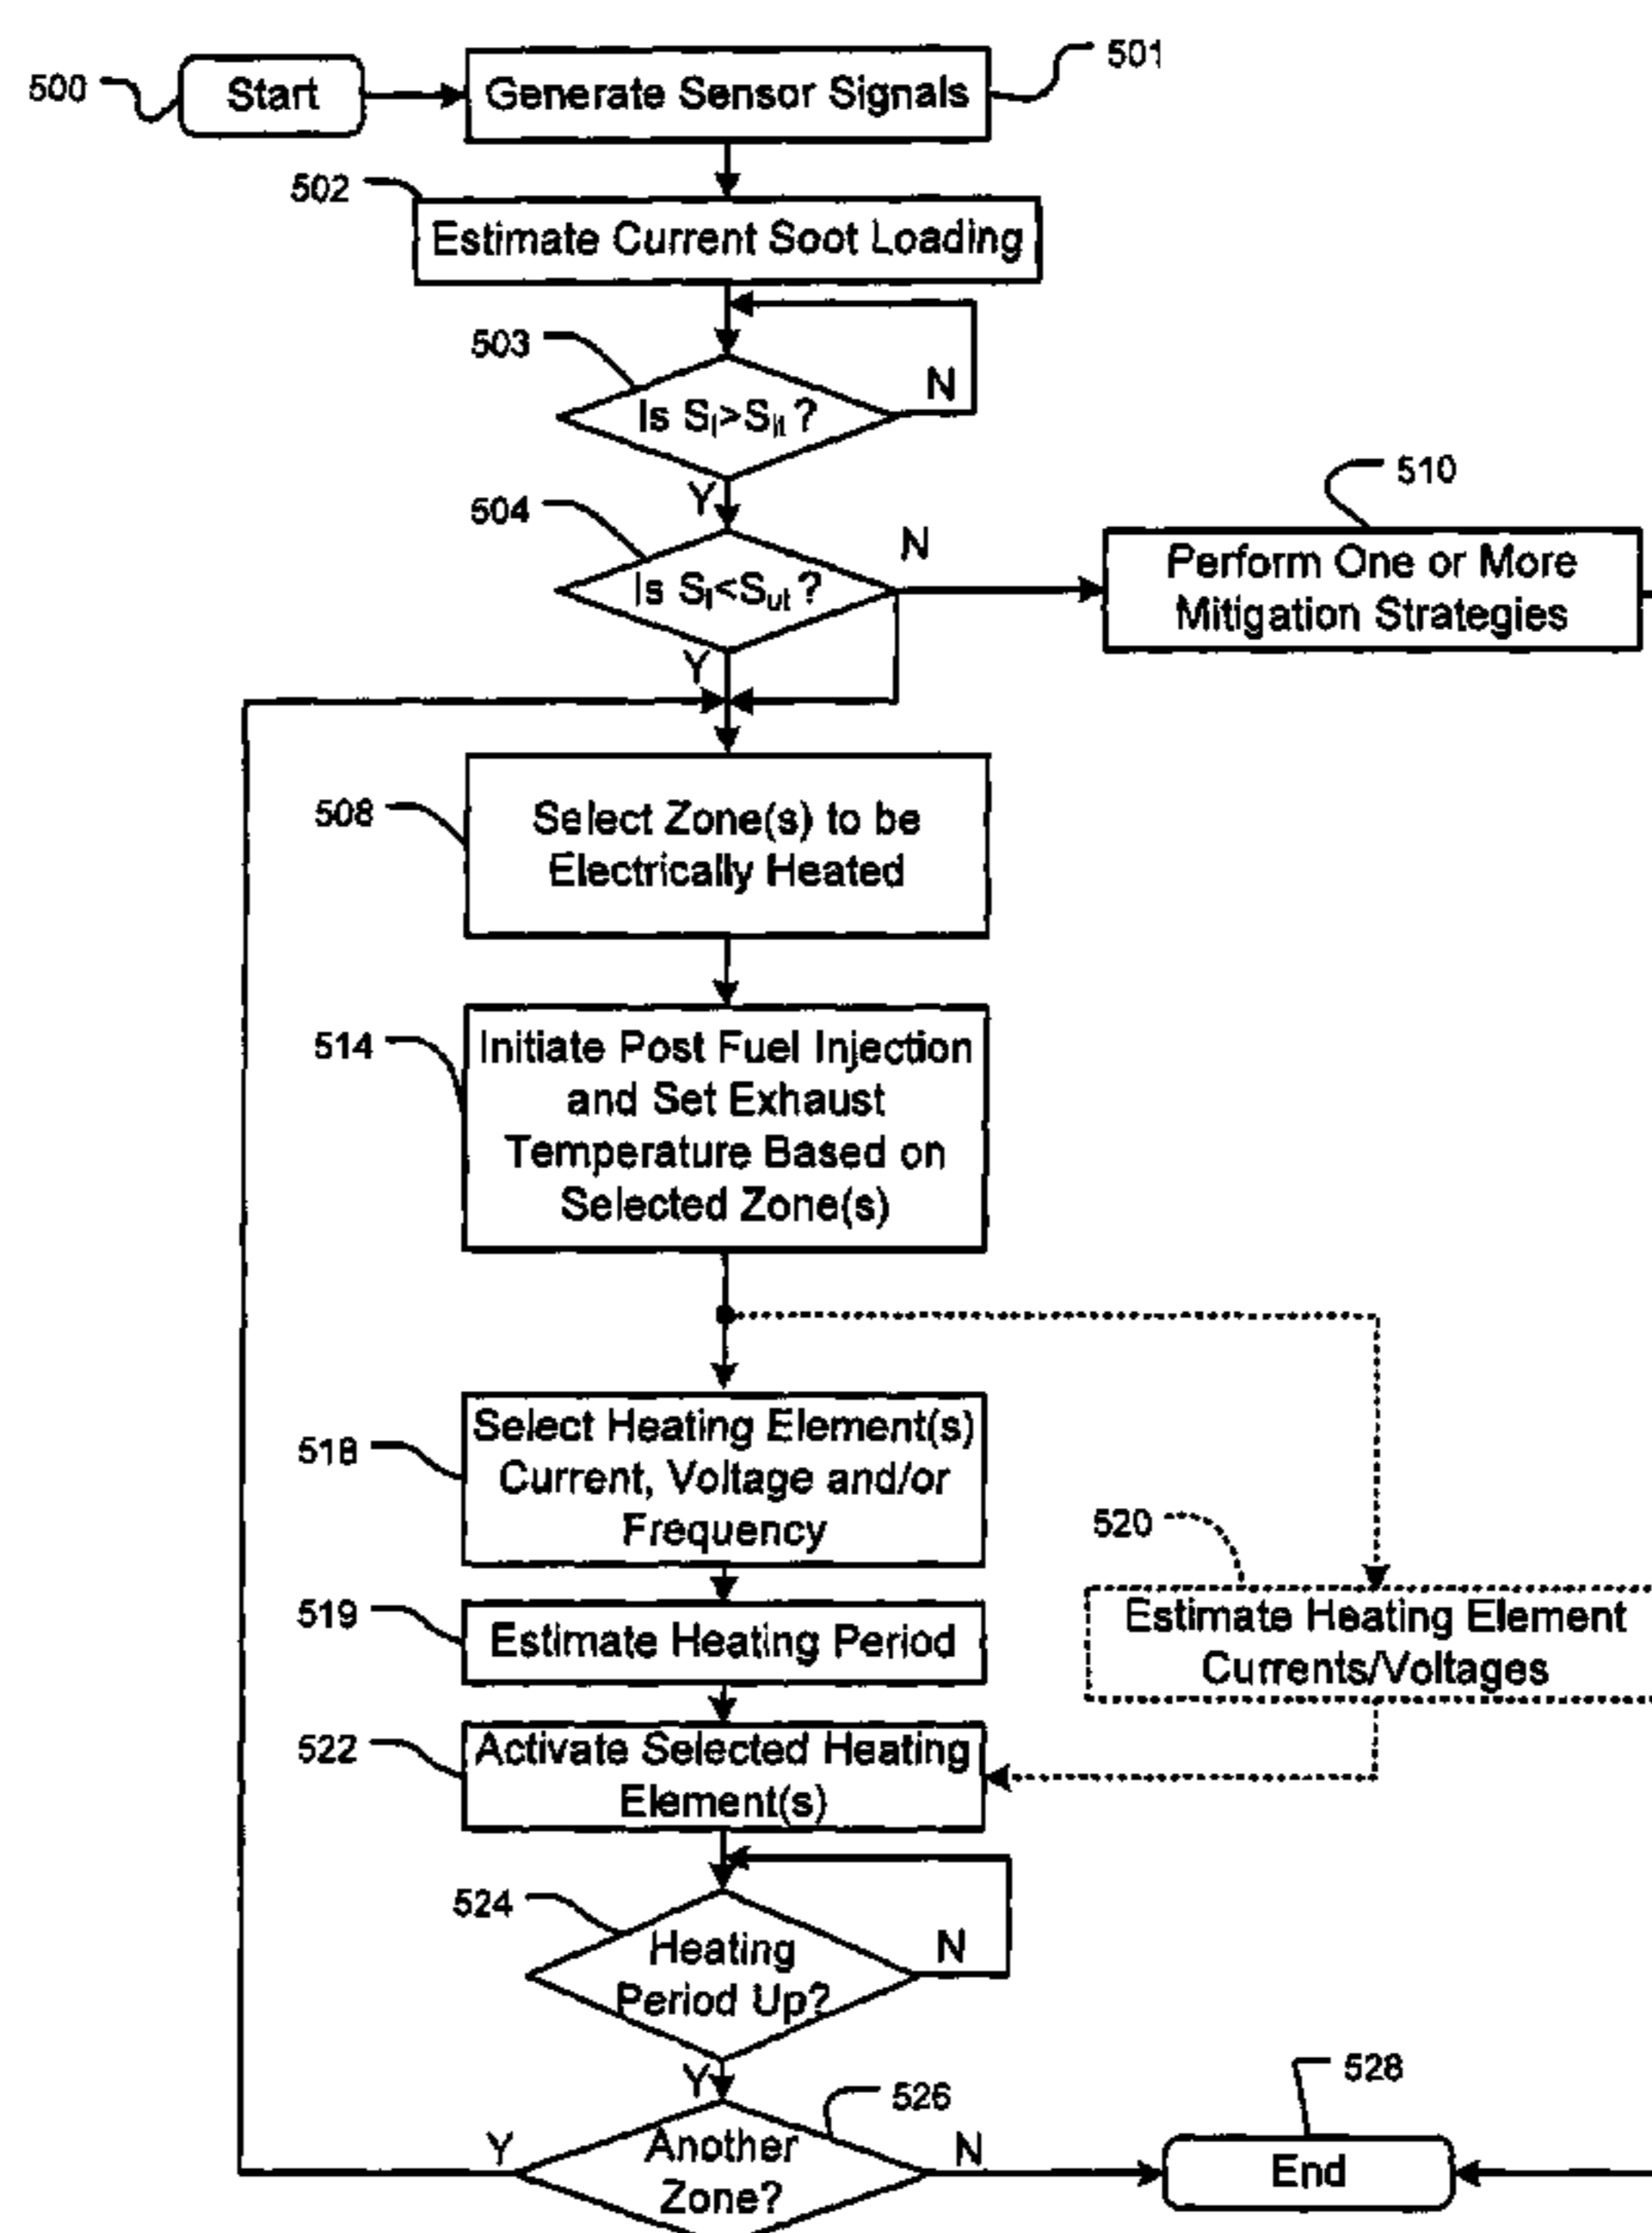 500
Start
Generate Sensor Signals
501
502
Estimate Current Soot Loading
503
Is Sl>Slt ?
N
Y
504
Is Sl<Sut ?
N
Y
510
Perform One or More
Mitigation Strategies
508
Select Zone(s) to be
Electrically Heated
514
Initiate Post Fuel Injection
and Set Exhaust
Temperature Based on
Selected Zone(s)
518
Select Heating Element(s)
Current, Voltage and/or
Frequency
520
Estimate Heating Element
Currents/Voltages
519
Estimate Heating Period
522
Activate Selected Heating
Element(s)
524
Heating
Period Up?
N
Y
526
Another
Zone?
Y
N
528
End